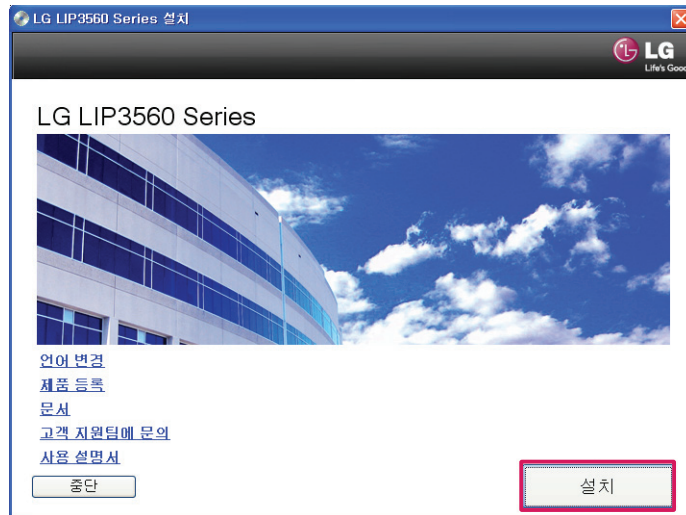 LG LIP3560 Series 설치
LG
Life's Good
LG LIP3560 Series
언어 변경
제품 등록
문서
고객 지원팀에 문의
사용 설명서
중단
설치